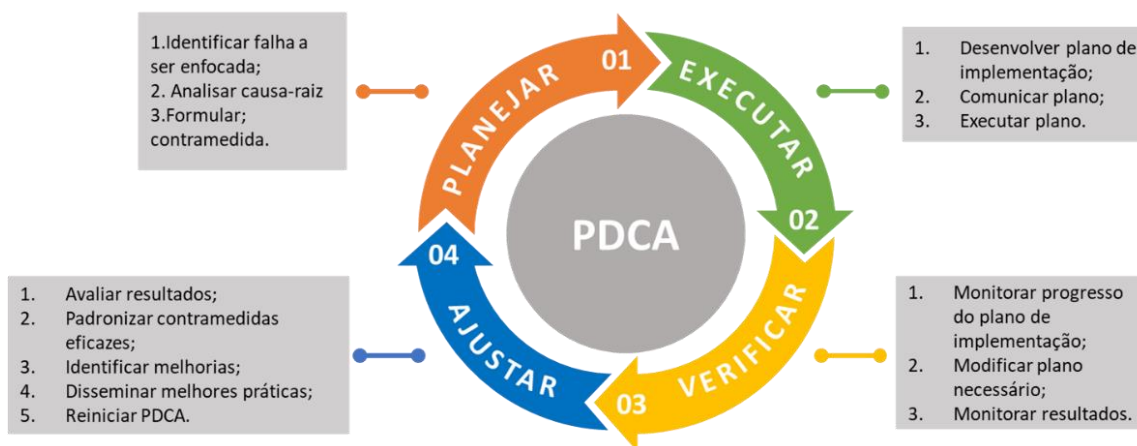 1.Identificar falha a
ser enfocada;
2. Analisar causa-raiz
3.Formular;
contramedida.
PLANEJAR 01
EXECUTAR 02
1. Desenvolver plano de
implementação;
2. Comunicar plano;
3. Executar plano.
PDCA
1. Avaliar resultados;
2. Padronizar contramedidas
eficazes;
3. Identificar melhorias;
4. Disseminar melhores práticas;
5. Reiniciar PDCA.
AJUSTAR 04
VERIFICAR 03
1. Monitorar progresso
do plano de
implementação;
2. Modificar plano
necessário;
3. Monitorar resultados.